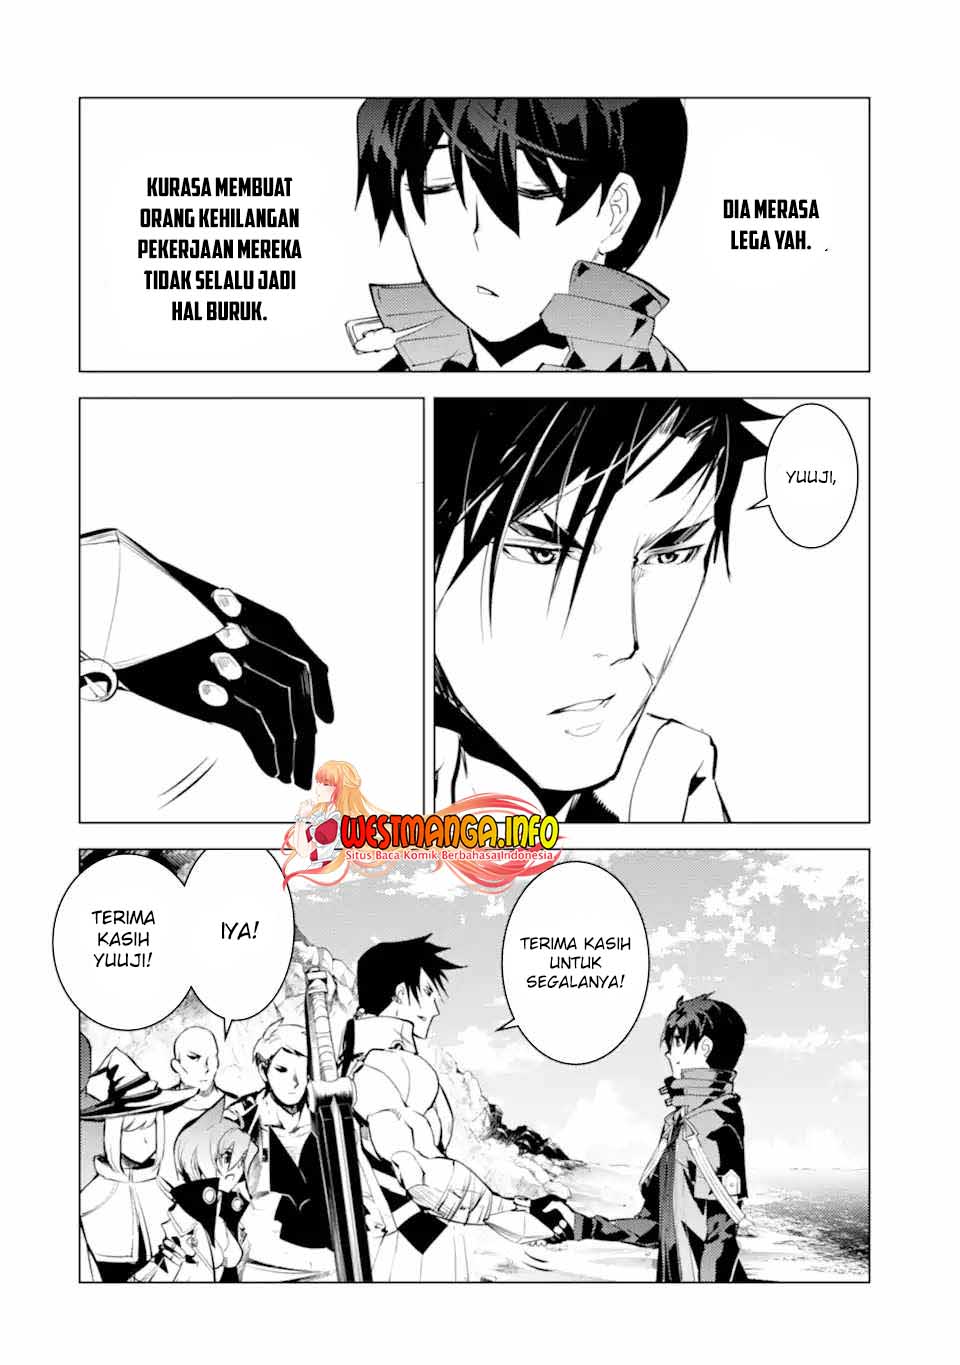 DIA MERASA
LEGA YAH.
KURASA MEMBUAT
ORANG KEHILANGAN
PEKERJAAN MEREKA
TIDAK SELALU JADI
HAL BURUK.
YUUJI,
WESTMANGA.INFO
Situs Baca Komik Berbahasa Indonesia
TERIMA KASIH
UNTUK
SEGALANYA!
IYA!
TERIMA
KASIH
YUUJI!